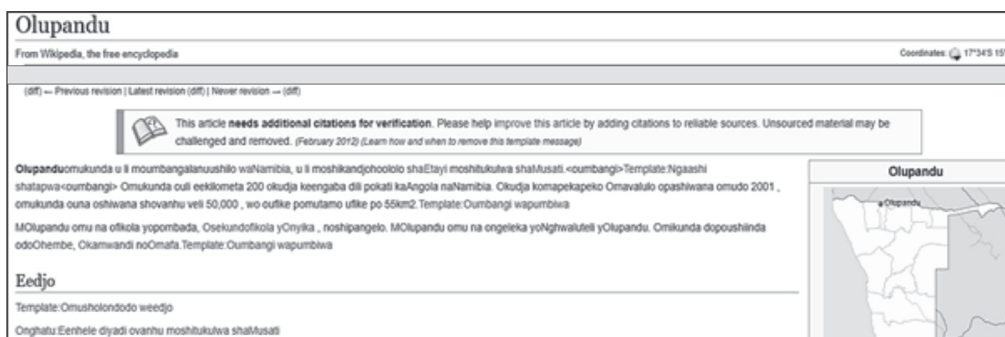 Olupandu
From Wikipedia, the free encyclopedia
Coordinates: 17°34'S 15°
(diff) ← Previous revision | Latest revision (diff) | Newer revision → (diff)
This article needs additional citations for verification. Please help improve this article by adding citations to reliable sources. Unsourced material may be
challenged and removed. (February 2012) (Learn how and when to remove this template message)
Olupanduomukunda u li moumbangalanuushilo waNamibia, u li moshikandjohoololo shaEtayi moshitukulwa shaMusati.<oumbangi>Template:Ngaashi
shatapwa<oumbangi> Omukunda ouli eekilometa 200 okudja keengaba dili pokati kaAngola naNamibia. Okudja komapekapeko Omavalulo opashiwana omudo 2001 ,
omukunda ouna oshiwana shovanhu veli 50,000 , wo oufike pomutamo ufike po 55km2.Template:Oumbangi wapumbiwa
MOlupandu omu na ofikola yopombada, Osekundofikola yOnyika , noshipangelo. MOlupandu omu na ongeleka yoNghwaluteli yOlupandu. Omikunda dopoushiinda
odoOhembe, Okamwandi noOmafa.Template:Oumbangi wapumbiwa
Eedjo
Template:Omusholondodo weedjo
Onghatu:Eenhele diyadi ovanhu moshitukulwa shaMusati
Olupandu
Olupandu